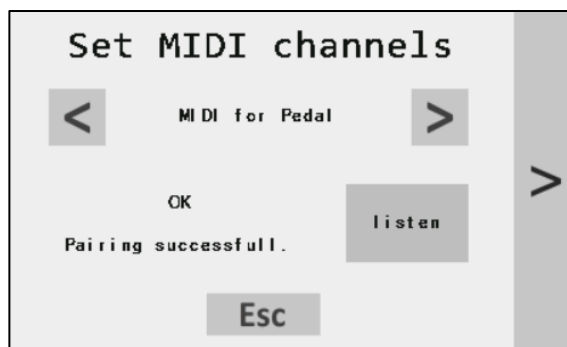 Set MIDI channels
<
MIDI for Pedal
>
>
OK
listen
Pairing successfull.
Esc